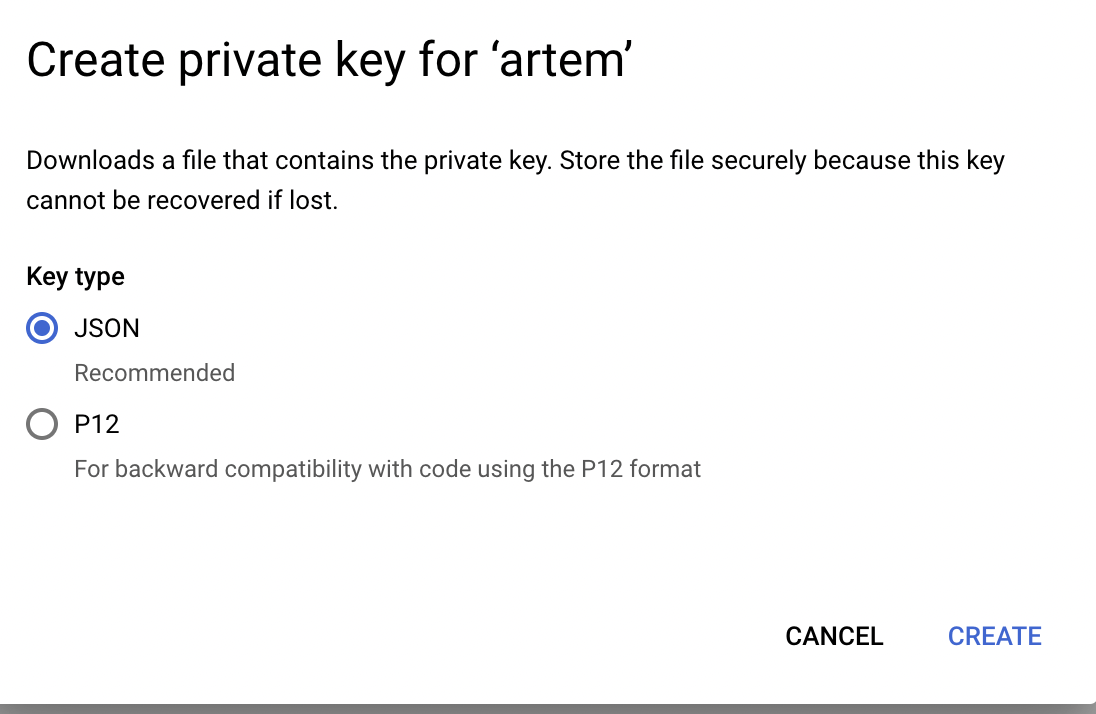 Create private key for ‘artem’
Downloads a file that contains the private key. Store the file securely because this key
cannot be recovered if lost.
Key type
JSON
Recommended
P12
For backward compatibility with code using the P12 format
CANCEL CREATE